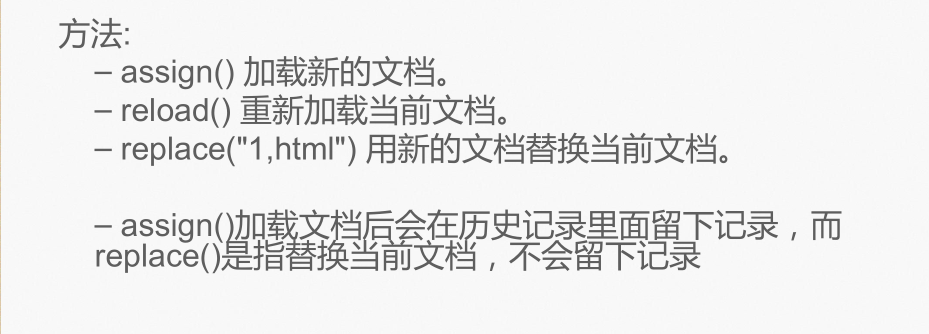 方法:
– assign() 加载新的文档。
– reload() 重新加载当前文档。
– replace("1,html") 用新的文档替换当前文档。
– assign()加载文档后会在历史记录里面留下记录，而
replace()是指替换当前文档，不会留下记录